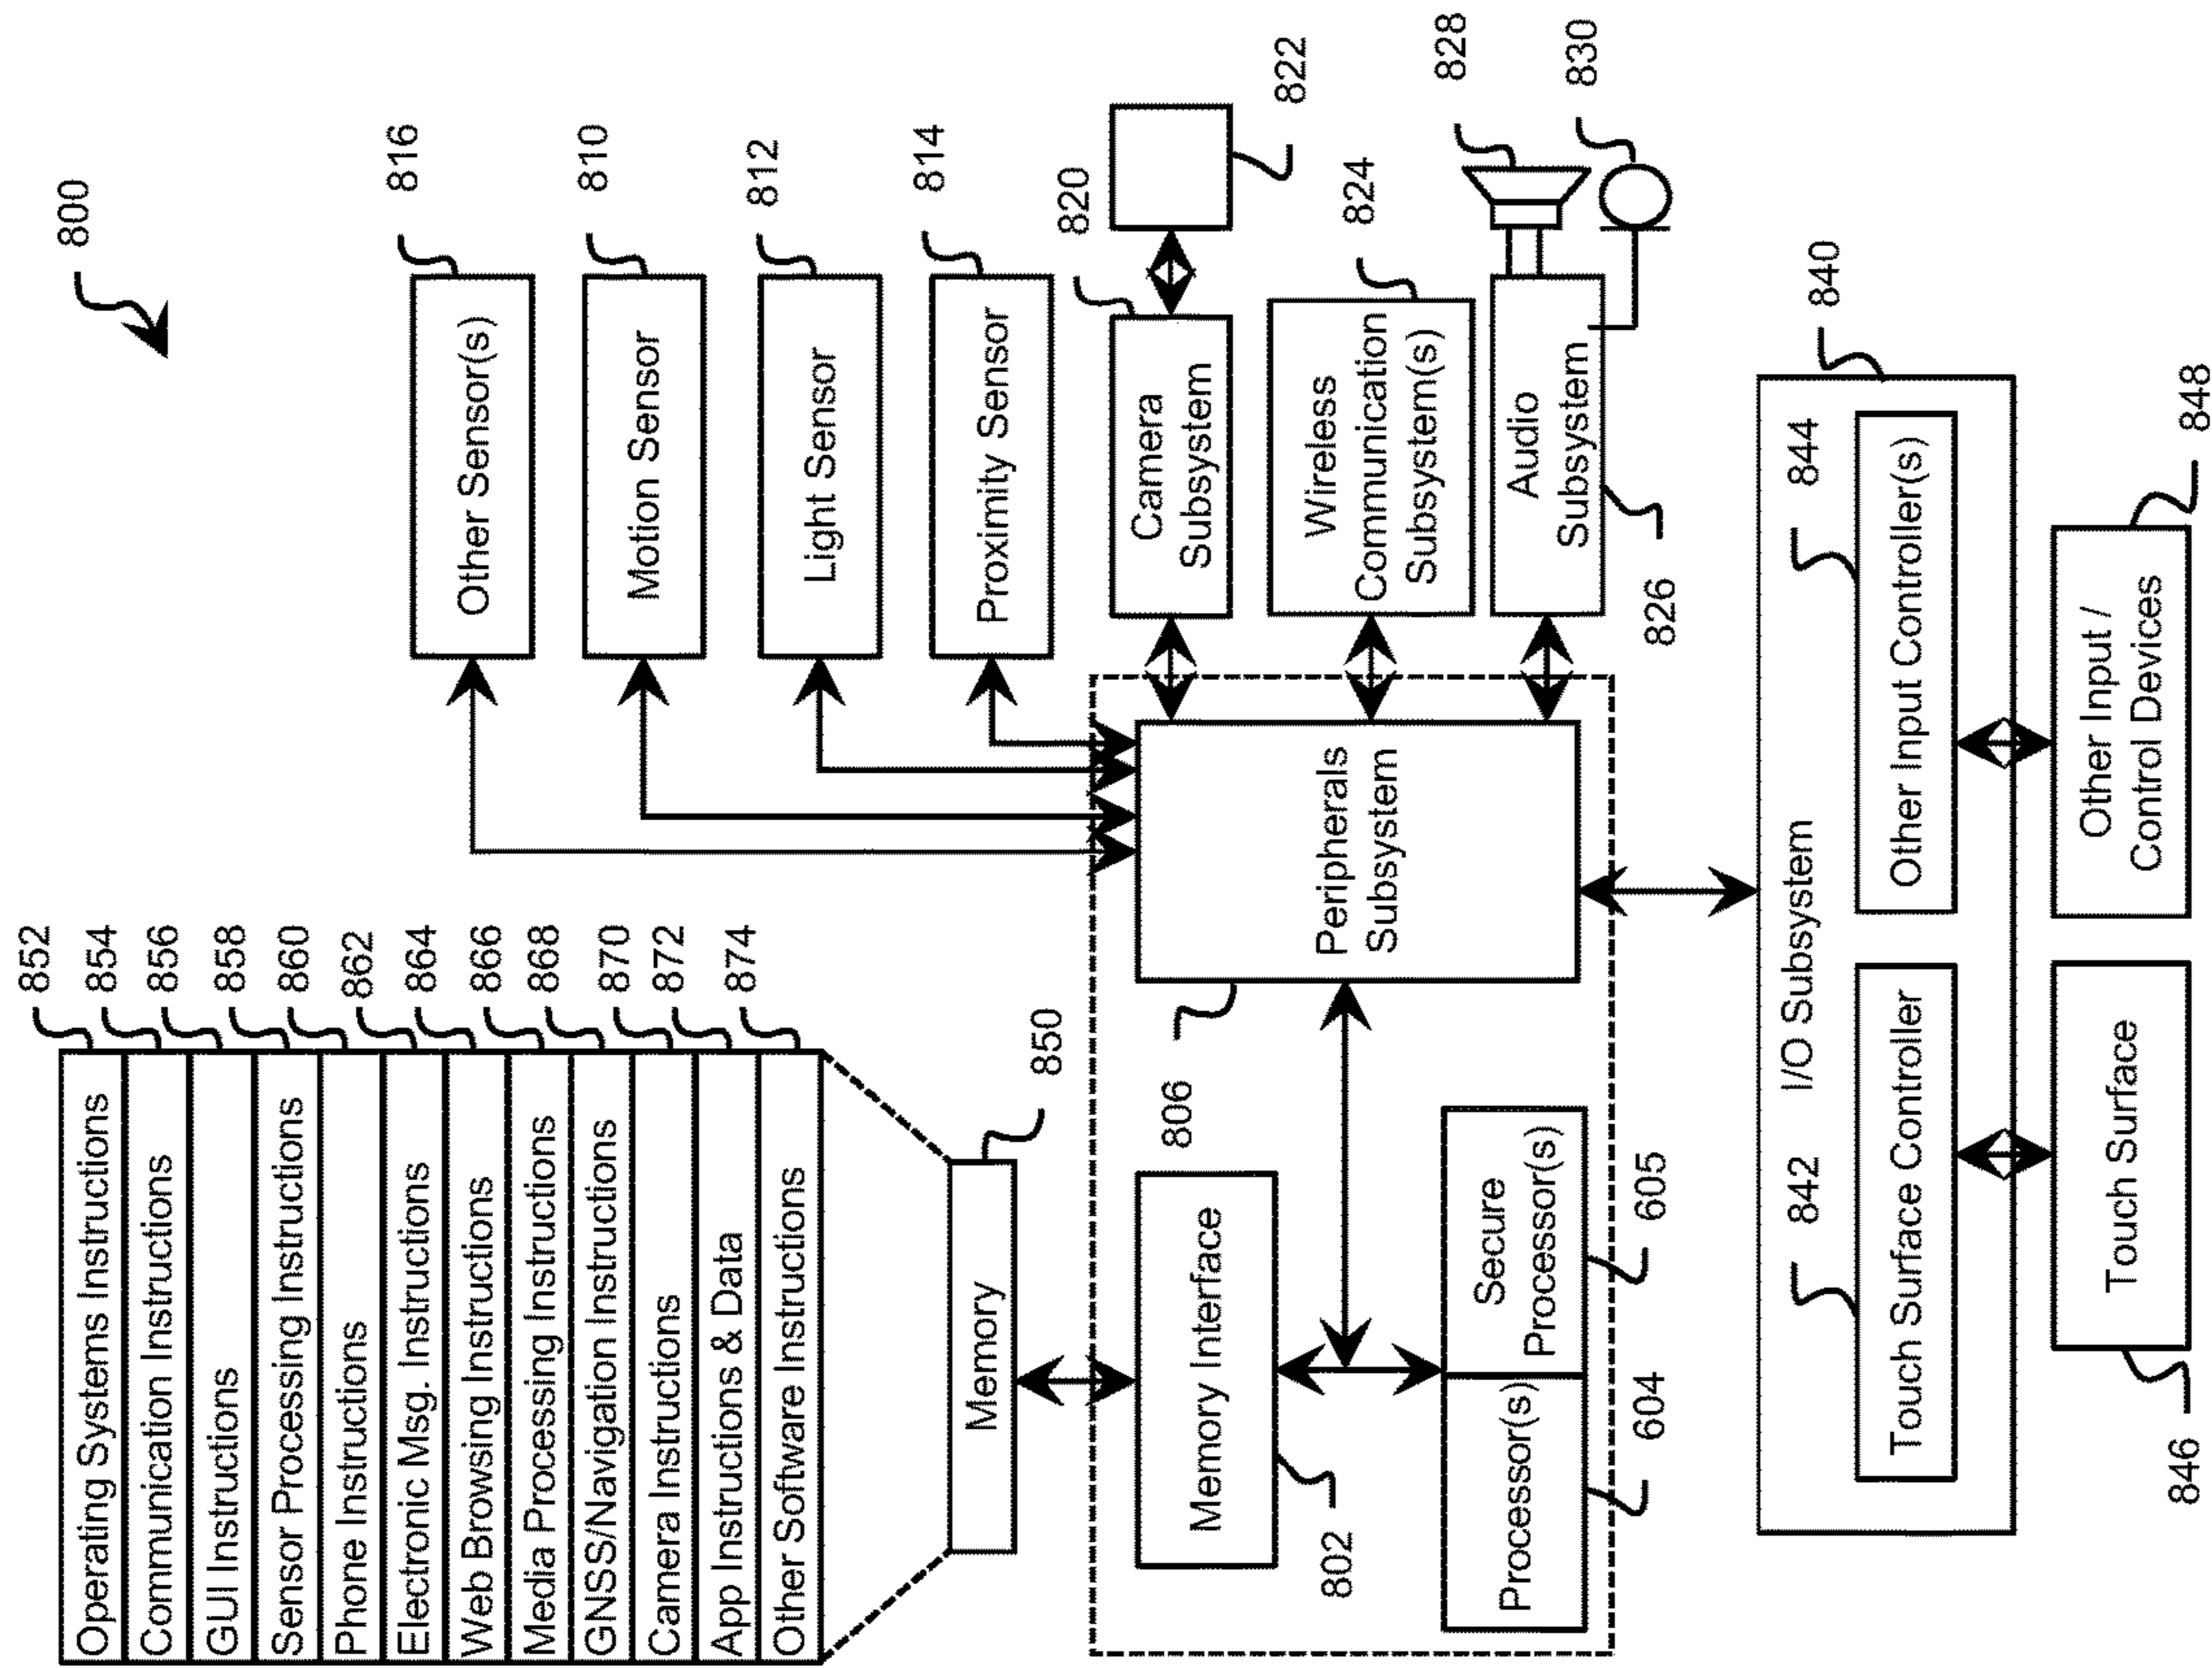 800
Operating Systems Instructions
852
Communication Instructions
854
GUI Instructions
856
Sensor Processing Instructions
858
Phone Instructions
860
Electronic Msg. Instructions
862
Web Browsing Instructions
864
Media Processing Instructions
866
GNSS/Navigation Instructions
868
Camera Instructions
870
App Instructions & Data
872
Other Software Instructions
874
Memory
850
Other Sensor(s)
816
Motion Sensor
810
Light Sensor
812
Proximity Sensor
814
Memory Interface
802
Processor(s)
604
Secure
Processor(s)
605
Peripherals
Subsystem
806
Camera
Subsystem
820
822
Wireless
Communication
Subsystem(s)
824
Audio
Subsystem
826
828
830
I/O Subsystem
840
Touch Surface Controller
842
Other Input Controller(s)
844
Touch Surface
846
Other Input /
Control Devices
848